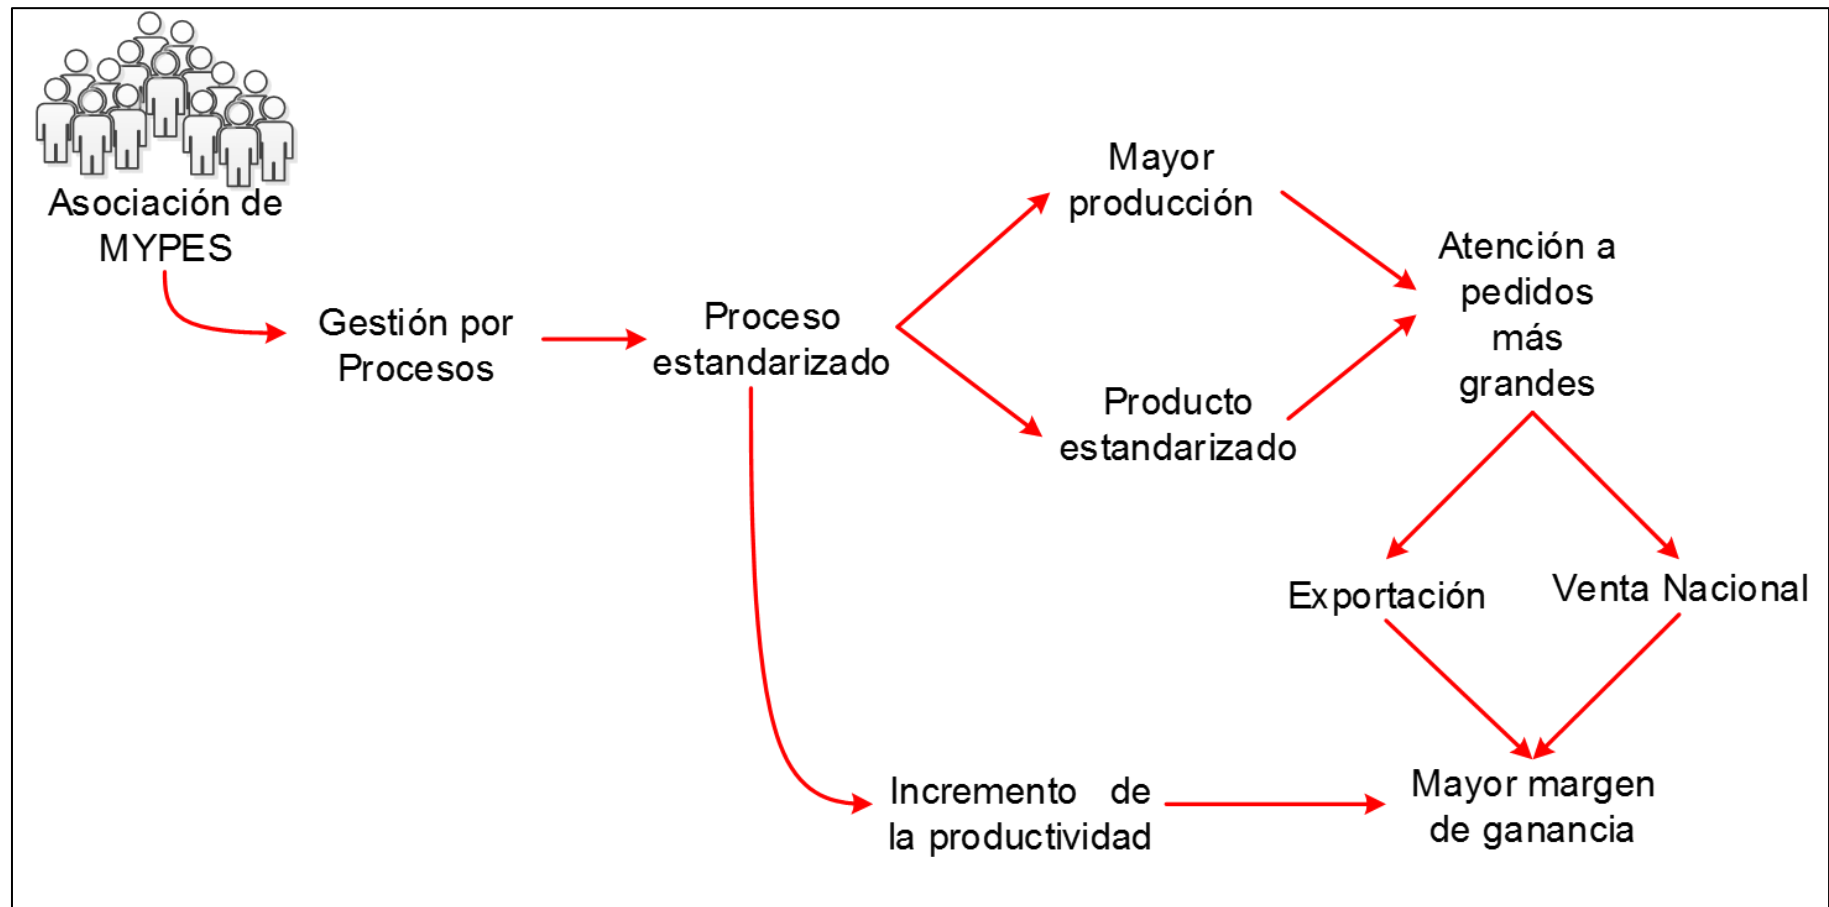 Asociación de
MYPES
Gestión por
Procesos
Proceso
estandarizado
Mayor
producción
Producto
estandarizado
Atención a
pedidos
más
grandes
Exportación
Venta Nacional
Incremento de
la productividad
Mayor margen
de ganancia